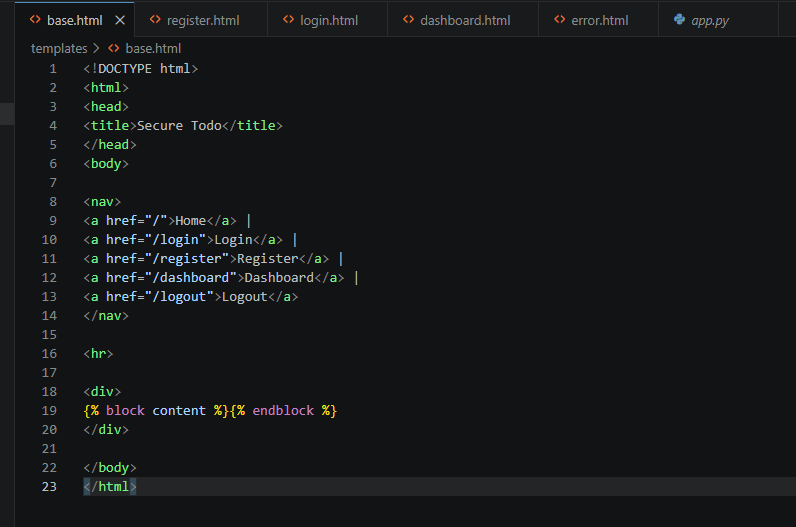 base.html register.html login.html dashboard.html error.html app.py
templates > base.html
1 <!DOCTYPE html>
2 <html>
3 <head>
4 <title>Secure Todo</title>
5 </head>
6 <body>
7
8 <nav>
9 <a href="/">Home</a> |
10 <a href="/login">Login</a> |
11 <a href="/register">Register</a> |
12 <a href="/dashboard">Dashboard</a> |
13 <a href="/logout">Logout</a>
14 </nav>
15
16 <hr>
17
18 <div>
19 {% block content %}{% endblock %}
20 </div>
21
22 </body>
23 </html>